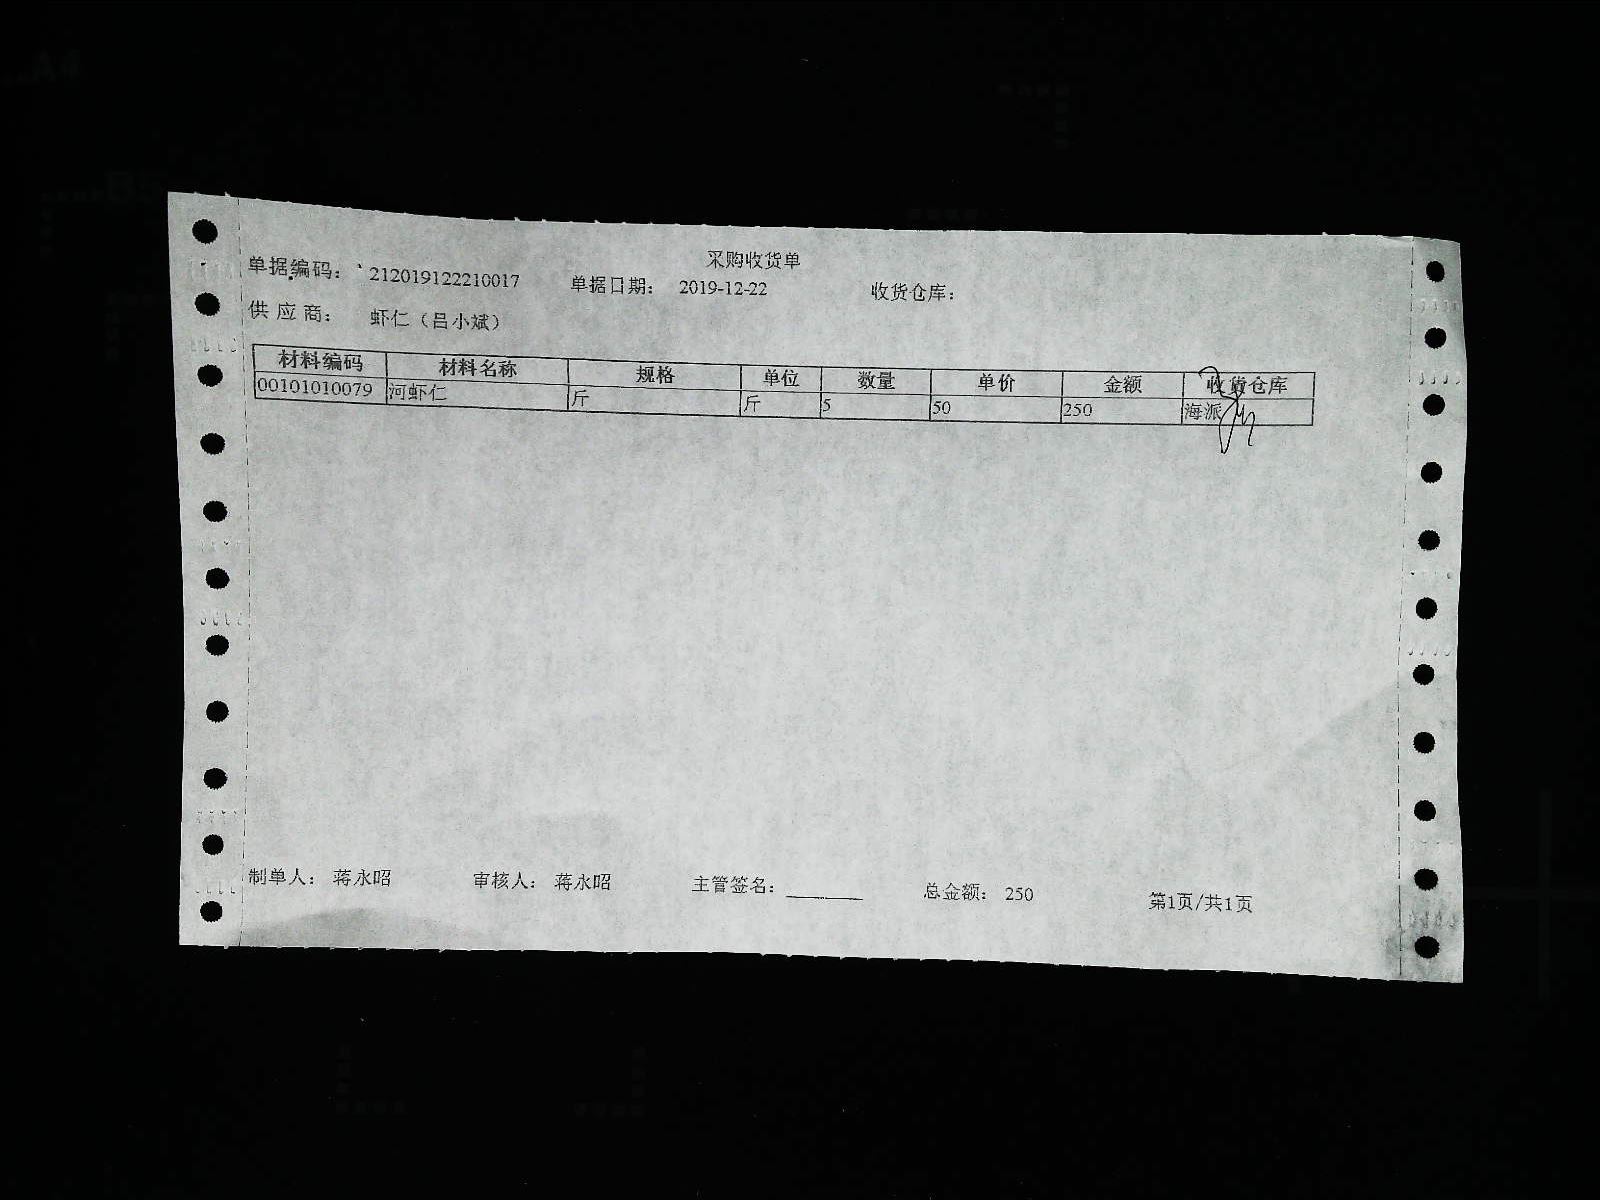 采购收货单
单据编码： 212019122210017 单据日期： 2019-12-22 收货仓库：
供应商： 虾仁（吕小斌）
材料编码 材料名称 规格 单位 数量 单价 金额 收货仓库
00101010079 河虾仁 斤 斤 5 50 250 海派
制单人： 蒋永昭 审核人： 蒋永昭 主管签名： 总金额： 250 第1页/共1页